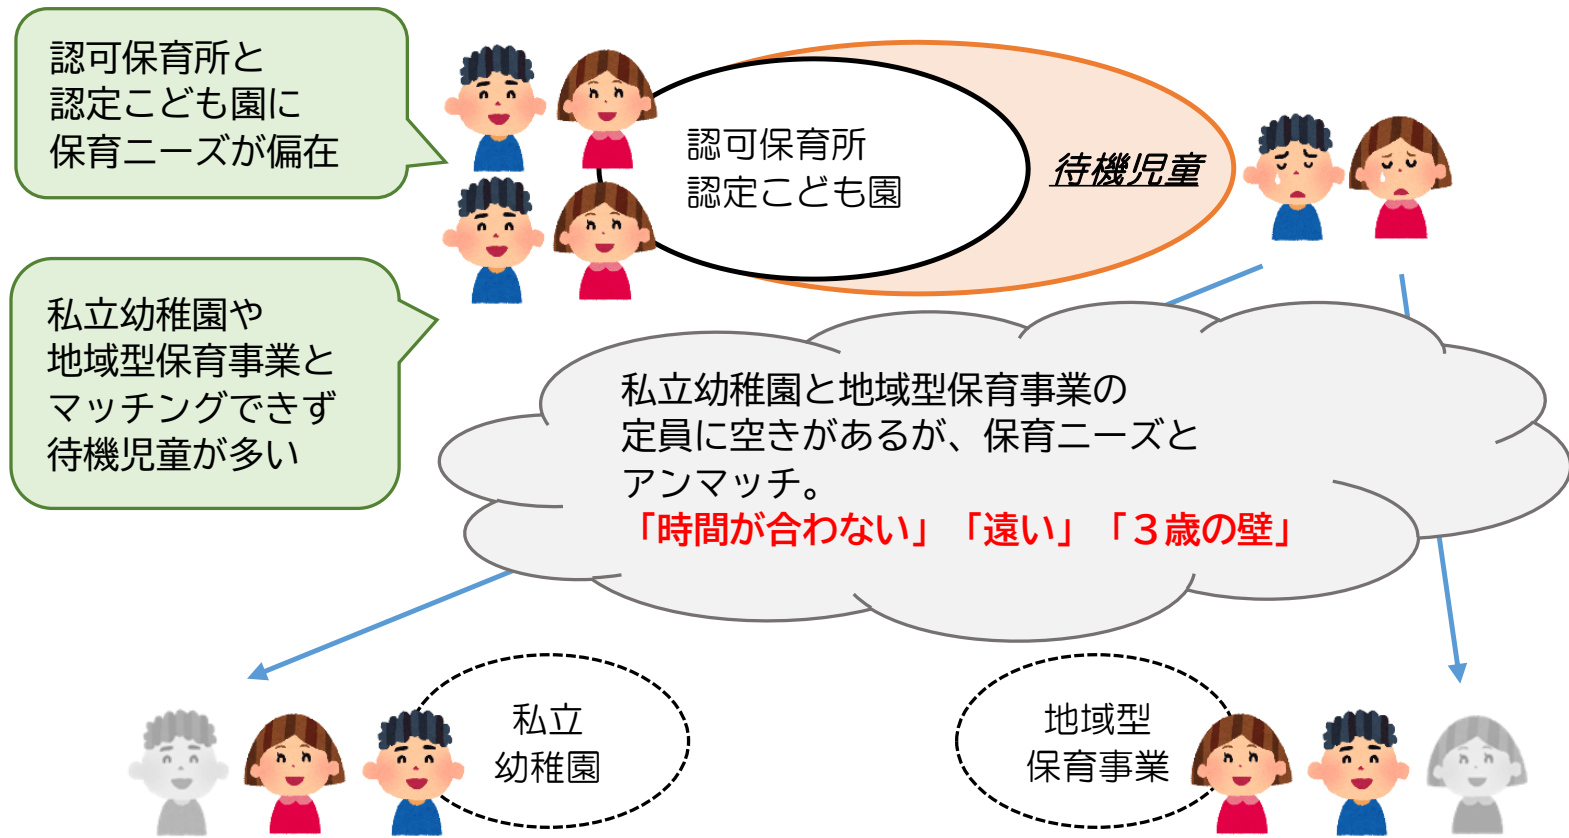 認可保育所と
認定こども園に
保育ニーズが偏在
認可保育所
認定こども園
待機児童
私立幼稚園や
地域型保育事業と
マッチングできず
待機児童が多い
私立幼稚園と地域型保育事業の
定員に空きがあるが、保育ニーズと
アンマッチ。
「時間が合わない」「遠い」「３歳の壁」
私立
幼稚園
地域型
保育事業